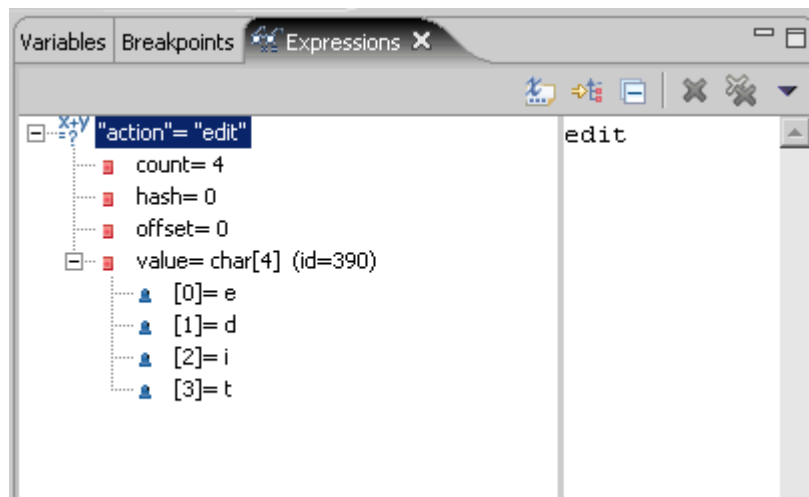 Variables Breakpoints Expressions
"action"= "edit"
edit
count= 4
hash= 0
offset= 0
value= char[4] (id=390)
[0]= e
[1]= d
[2]= i
[3]= t